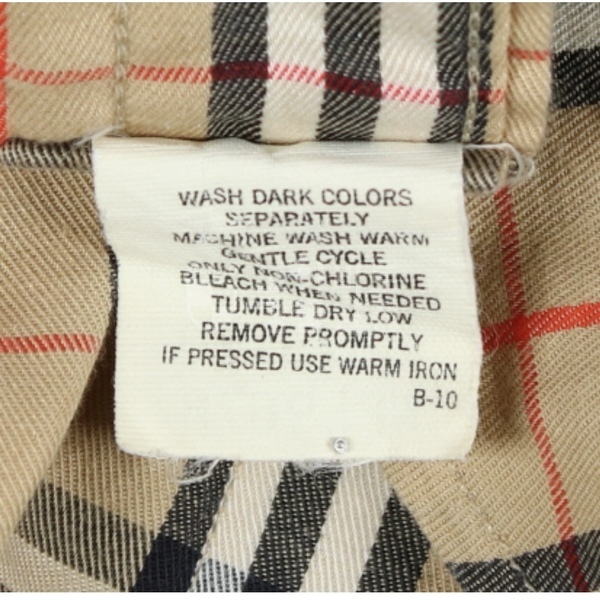 WASH DARK COLORS
SEPARATELY
MACHINE WASH WARM
GENTLE CYCLE
ONLY NON-CHLORINE
BLEACH WHEN NEEDED
TUMBLE DRY LOW
REMOVE PROMPTLY
IF PRESSED USE WARM IRON
B-10